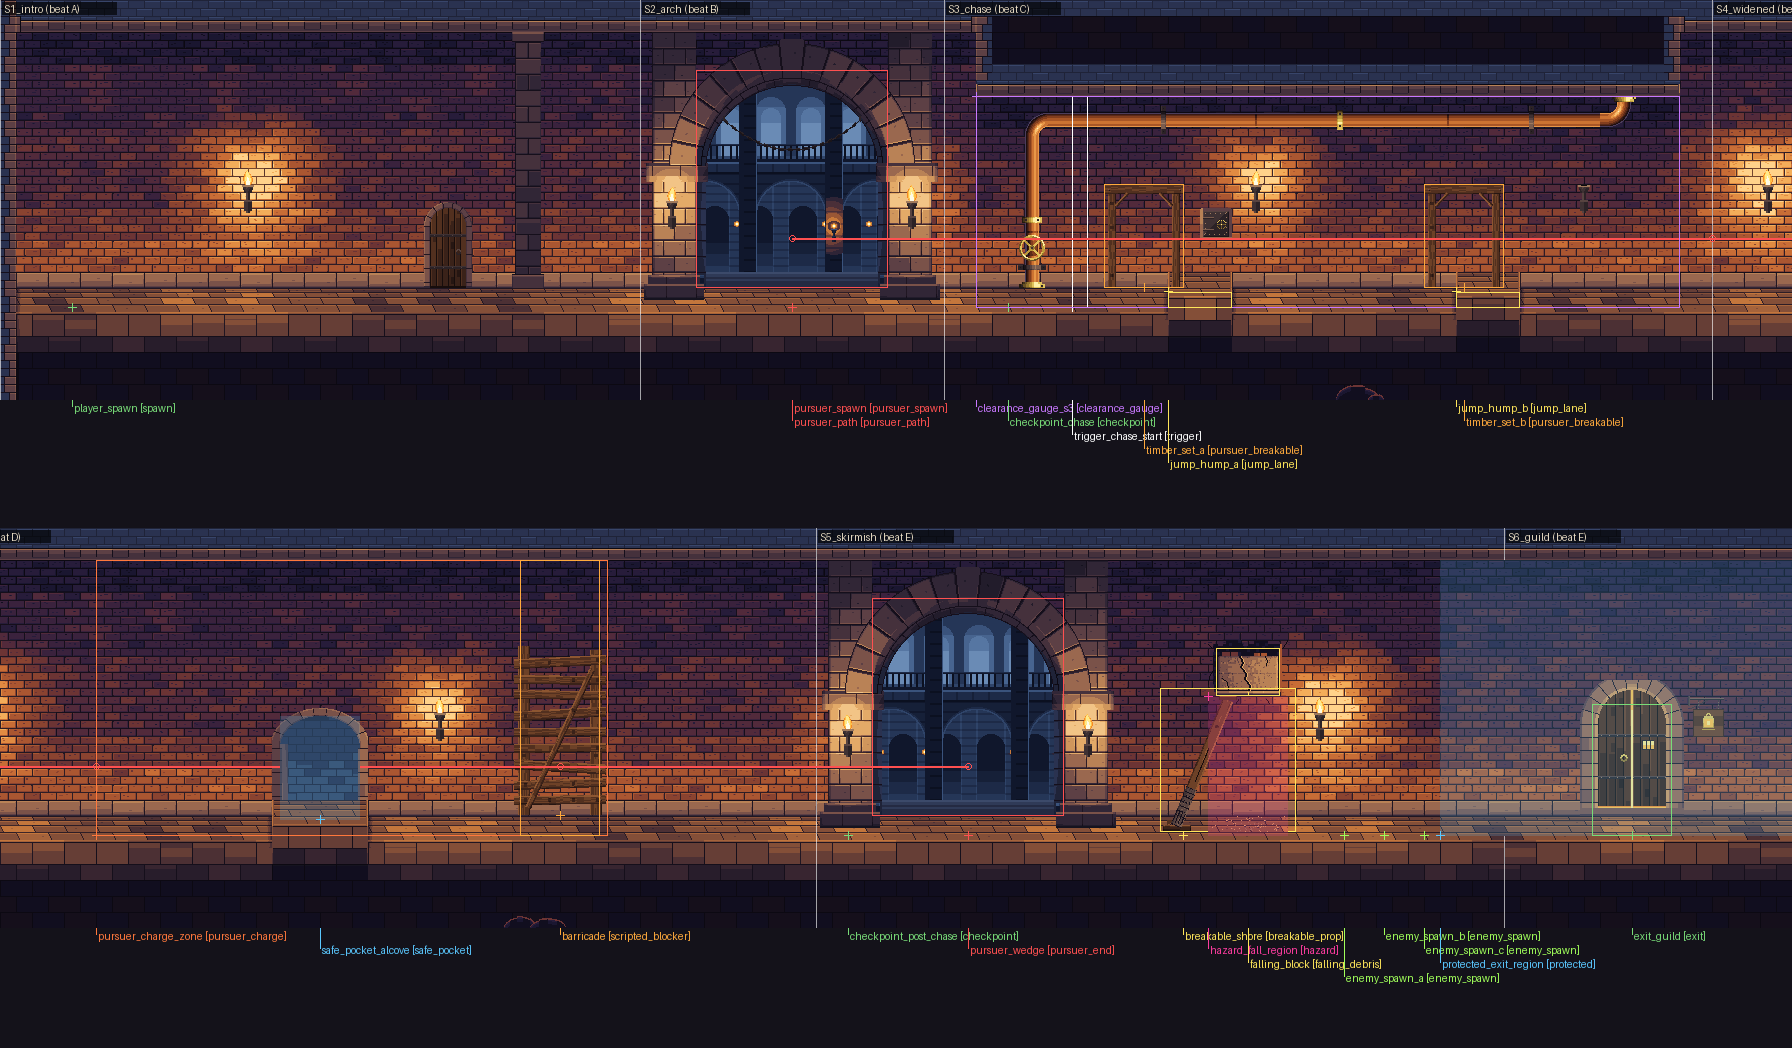 S1_intro (beat A)
S2_arch (beat B)
S3_chase (beat C)
S4_widened (be
player_spawn [spawn]
pursuer_spawn [pursuer_spawn]
pursuer_path [pursuer_path]
clearance_gauge_s3 [clearance_gauge]
checkpoint_chase [checkpoint]
trigger_chase_start [trigger]
timber_set_a [pursuer_breakable]
jump_hump_a [jump_lane]
jump_hump_b [jump_lane]
timber_set_b [pursuer_breakable]
at D)
S5_skirmish (beat E)
S6_guild (beat E)
pursuer_charge_zone [pursuer_charge]
safe_pocket_alcove [safe_pocket]
barricade [scripted_blocker]
checkpoint_post_chase [checkpoint]
pursuer_wedge [pursuer_end]
breakable_shore [breakable_prop]
hazard_fall_region [hazard]
falling_block [falling_debris]
enemy_spawn_a [enemy_spawn]
enemy_spawn_b [enemy_spawn]
enemy_spawn_c [enemy_spawn]
protected_exit_region [protected]
exit_guild [exit]